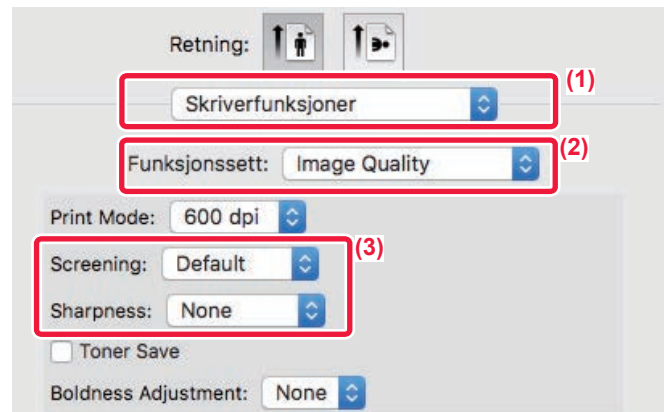 Retning:
(1)
Skriverfunksjoner
(2)
Funksjonssett: Image Quality
Print Mode: 600 dpi
(3)
Screening: Default
Sharpness: None
Toner Save
Boldness Adjustment: None